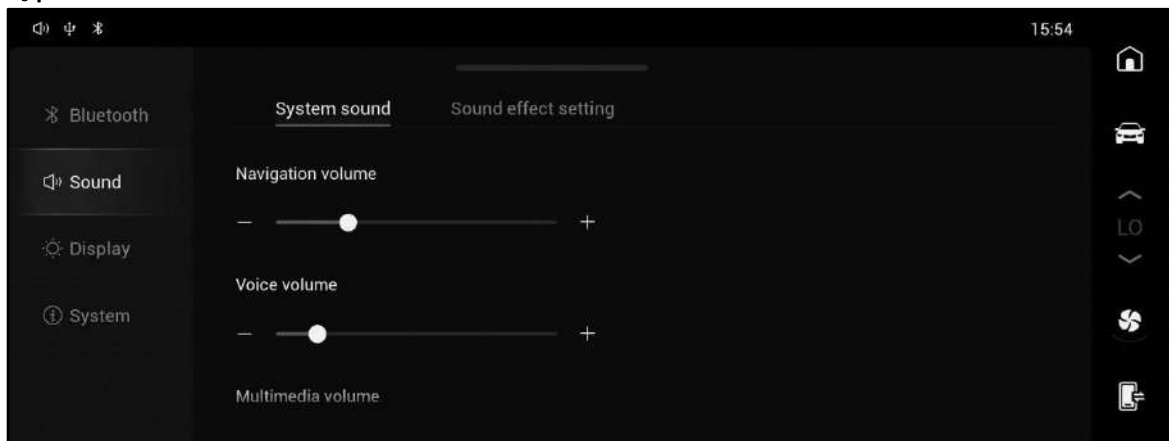 15:54
Bluetooth
System sound
Sound effect setting
Sound
Navigation volume
LO
Display
Voice volume
System
Multimedia volume